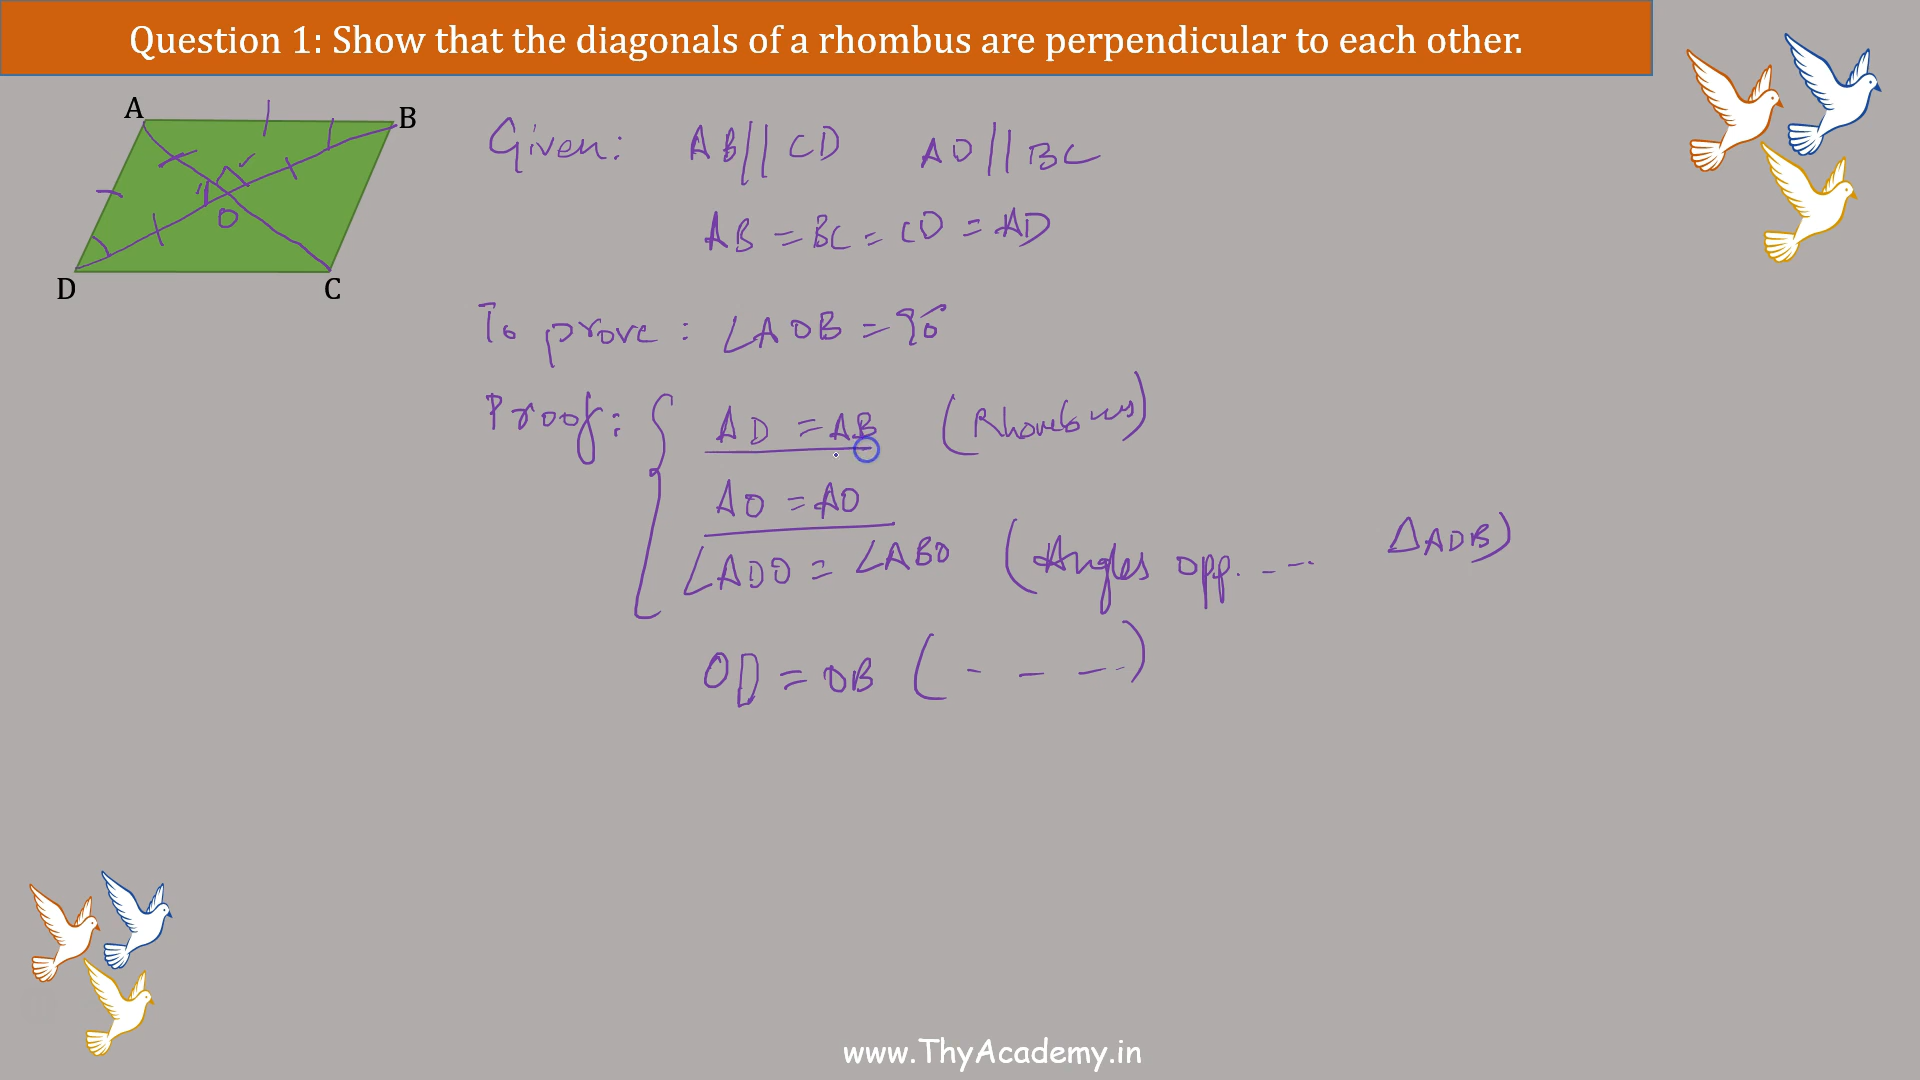 Question 1: Show that the diagonals of a rhombus are perpendicular to each other.
A
B
O
D
C
Given: AB || CD AD || BC
AB = BC = CD = AD
To prove: ∠AOB = 90°
Proof: AD = AB (Rhombus)
AO = AO
∠ADO = ∠ABO (Angles opp. --- ΔADB)
OD = OB (- - ---)
www.ThyAcademy.in